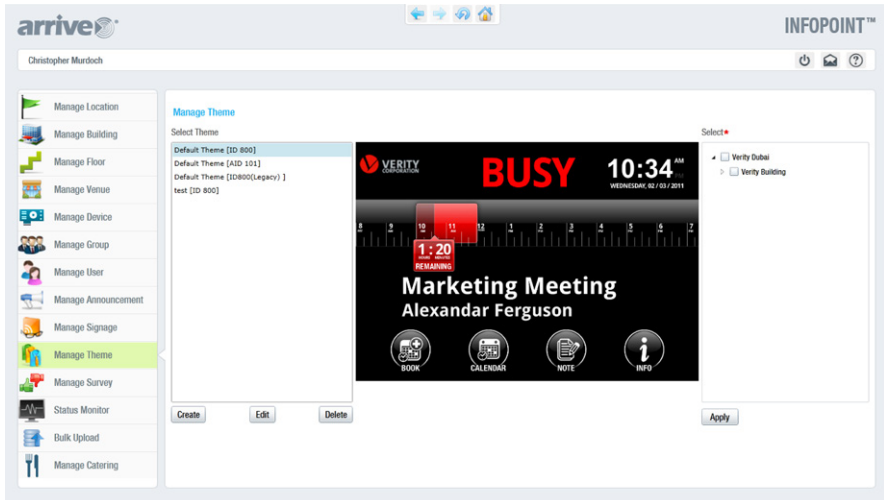 arrive
INFOPOINT™
Christopher Murdoch
Manage Location
Manage Building
Manage Floor
Manage Venue
Manage Device
Manage Group
Manage User
Manage Announcement
Manage Signage
Manage Theme
Manage Survey
Status Monitor
Bulk Upload
Manage Catering
Manage Theme
Select Theme
Default Theme [ID 800]
Default Theme [AID 101]
Default Theme [ID800(Legacy) ]
test [ID 800]
Create Edit Delete
VERITY
CORPORATION
BUSY
10:34 AM
PM
WEDNESDAY, 02 / 03 / 2011
8 9 10 11 12 1 2 3 4 5 6 7
1:20
HOURS MINUTES
REMAINING
Marketing Meeting
Alexandar Ferguson
BOOK CALENDAR NOTE INFO
Select*
Verity Dubai
Verity Building
Apply